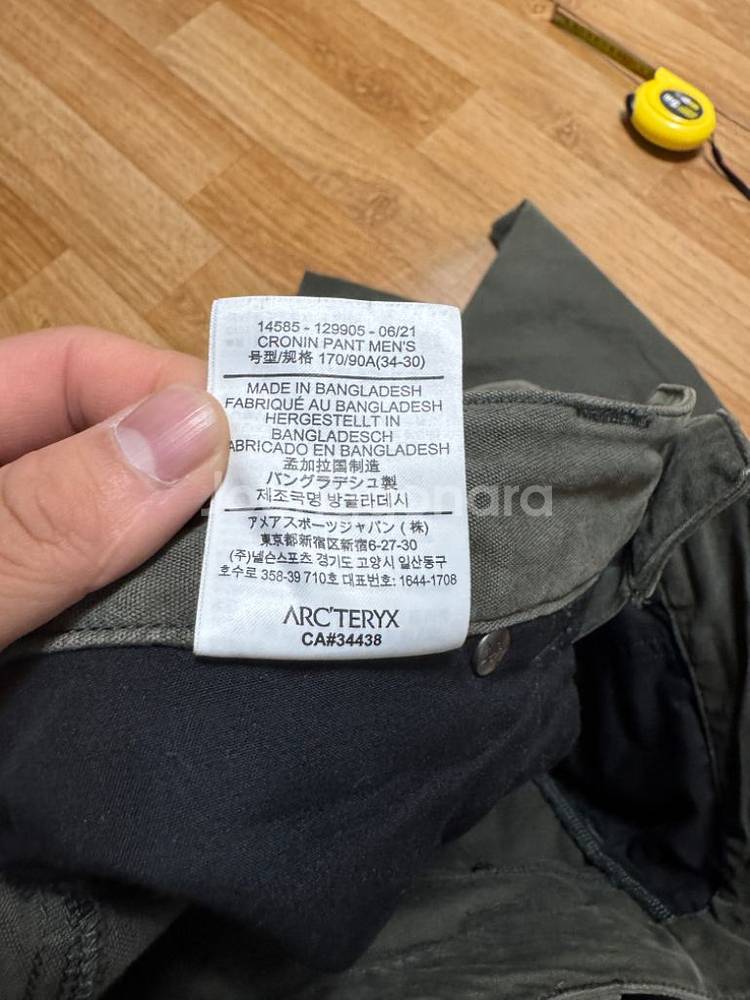 14585 - 129905 - 06/21
CRONIN PANT MEN'S
号型/规格 170/90A(34-30)
MADE IN BANGLADESH
FABRIQUÉ AU BANGLADESH
HERGESTELLT IN
BANGLADESCH
FABRICADO EN BANGLADESH
孟加拉国制造
バングラデシュ製
제조국명 방글라데시
アメアスポーツジャパン (株)
東京都新宿区新宿6-27-30
(주)넬슨스포츠 경기도 고양시 일산동구
호수로 358-39 710호 대표번호: 1644-1708
ARC'TERYX
CA#34438